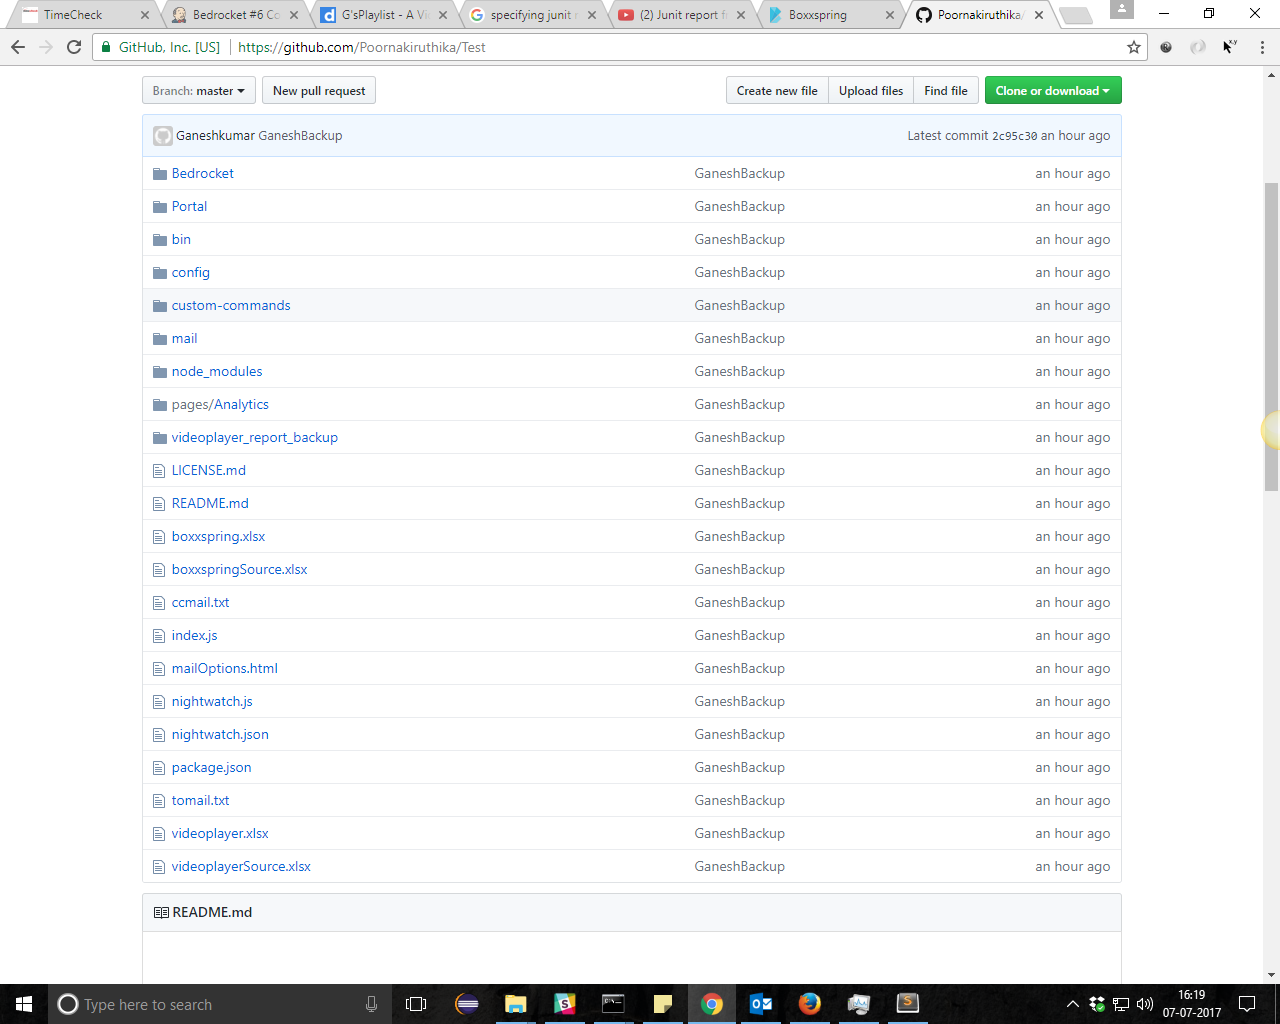 TimeCheck
Bedrocket #6 Co
G'sPlaylist - A Vi
specifying junit r
(2) Junit report f
Boxxspring
Poornakiruthika/
GitHub, Inc. [US] https://github.com/Poornakiruthika/Test
Branch: master New pull request Create new file Upload files Find file Clone or download
Ganeshkumar GaneshBackup Latest commit 2c95c30 an hour ago
Bedrocket GaneshBackup an hour ago
Portal GaneshBackup an hour ago
bin GaneshBackup an hour ago
config GaneshBackup an hour ago
custom-commands GaneshBackup an hour ago
mail GaneshBackup an hour ago
node_modules GaneshBackup an hour ago
pages/Analytics GaneshBackup an hour ago
videoplayer_report_backup GaneshBackup an hour ago
LICENSE.md GaneshBackup an hour ago
README.md GaneshBackup an hour ago
boxxspring.xlsx GaneshBackup an hour ago
boxxspringSource.xlsx GaneshBackup an hour ago
ccmail.txt GaneshBackup an hour ago
index.js GaneshBackup an hour ago
mailOptions.html GaneshBackup an hour ago
nightwatch.js GaneshBackup an hour ago
nightwatch.json GaneshBackup an hour ago
package.json GaneshBackup an hour ago
tomail.txt GaneshBackup an hour ago
videoplayer.xlsx GaneshBackup an hour ago
videoplayerSource.xlsx GaneshBackup an hour ago
README.md
Type here to search
16:19
07-07-2017